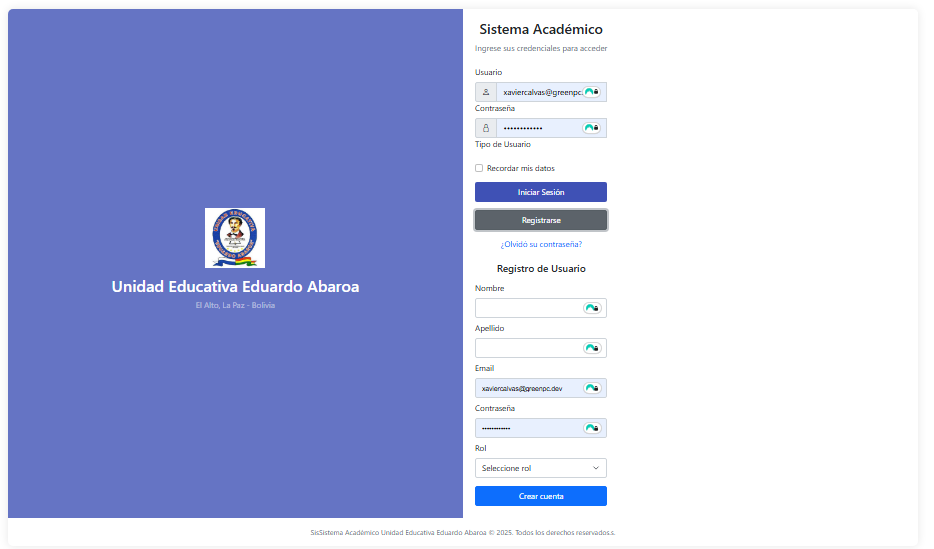 Unidad Educativa Eduardo Abaroa
El Alto, La Paz - Bolivia
Sistema Académico
Ingrese sus credenciales para acceder
Usuario
xaviercalvas@greenpc.
Contraseña
••••••••••••
Tipo de Usuario
Recordar mis datos
Iniciar Sesión
Registrarse
¿Olvidó su contraseña?
Registro de Usuario
Nombre
Apellido
Email
xaviercalvas@greenpc.dev
Contraseña
••••••••••••
Rol
Seleccione rol
Crear cuenta
SisSistema Académico Unidad Educativa Eduardo Abaroa © 2025. Todos los derechos reservados.s.